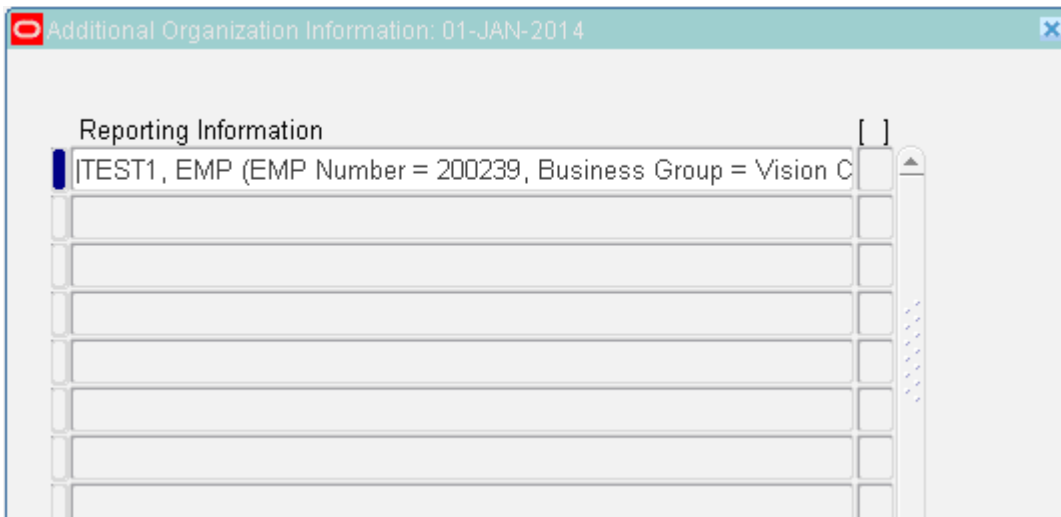 Additional Organization Information: 01-JAN-2014
Reporting Information [ ]
TEST1, EMP (EMP Number = 200239, Business Group = Vision C